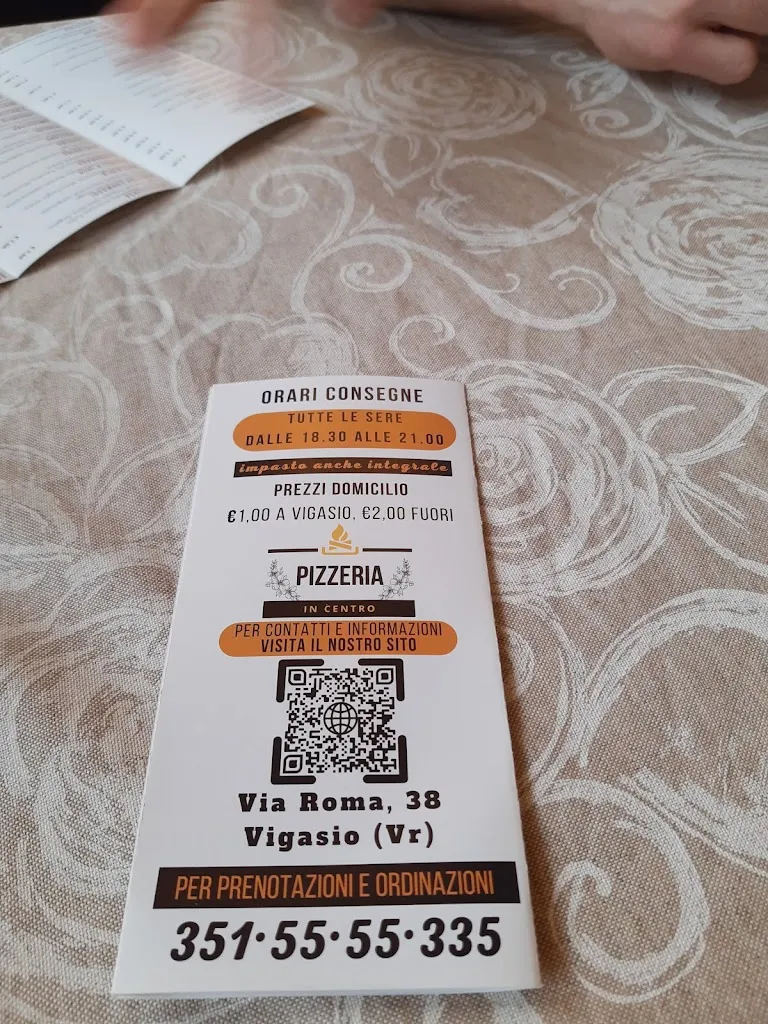 ORARI CONSEGNE
TUTTE LE SERE
DALLE 18.30 ALLE 21.00
impasto anche integrale
PREZZI DOMICILIO
€1,00 A VIGASIO, €2,00 FUORI
PIZZERIA
IN CENTRO
PER CONTATTI E INFORMAZIONI
VISITA IL NOSTRO SITO
Via Roma, 38
Vigasio (Vr)
PER PRENOTAZIONI E ORDINAZIONI
351·55·55·335